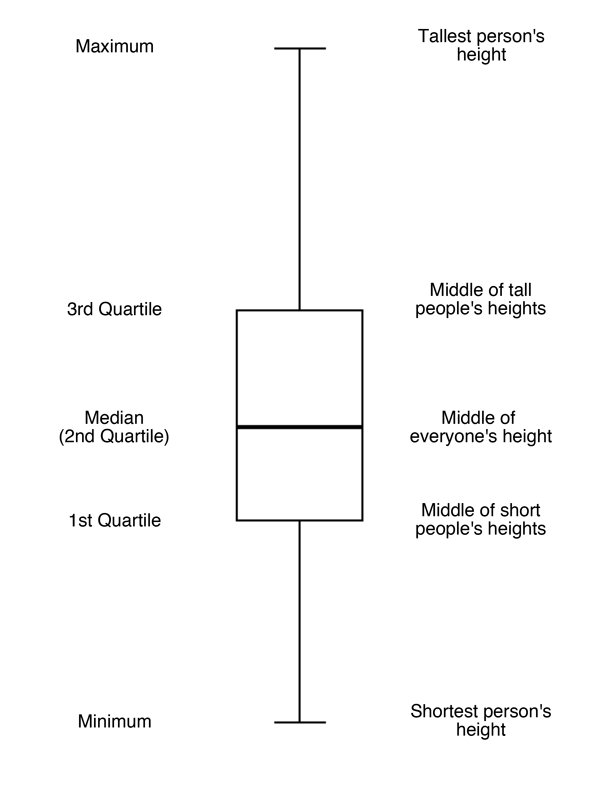 Maximum
Tallest person's
height
3rd Quartile
Middle of tall
people's heights
Median
(2nd Quartile)
Middle of
everyone's height
1st Quartile
Middle of short
people's heights
Minimum
Shortest person's
height